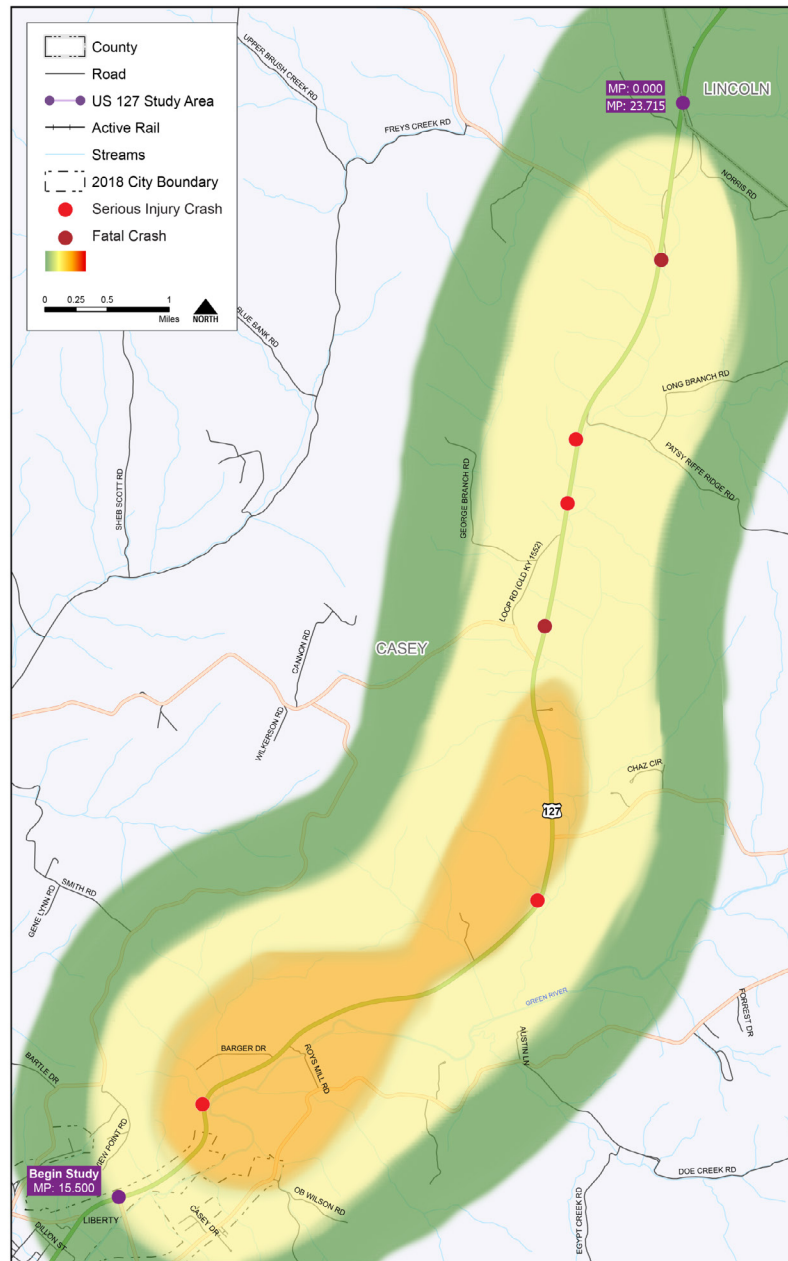 County
Road
US 127 Study Area
Active Rail
Streams
2018 City Boundary
Serious Injury Crash
Fatal Crash
0 0.25 0.5 1
Miles
NORTH
UPPER BRUSH CREEK RD
FREYS CREEK RD
MP: 0.000
MP: 23.715
LINCOLN
NORRIS RD
BLUE BANK RD
LONG BRANCH RD
PATSY RIFFE RIDGE RD
SHEB SCOTT RD
GEORGE BRANCH RD
LOOP RD (OLD KY 1552)
CASEY
CANNON RD
WILKERSON RD
CHAZ CIR
127
SMITH RD
GENE LYNN RD
GREEN RIVER
FORREST DR
AUSTIN LN
BARGER DR
ROYS MILL RD
BARTLE DR
VIEW POINT RD
Begin Study
MP: 15.500
LIBERTY
CASEY DR
OB WILSON RD
DOE CREEK RD
EGYPT CREEK RD
DILLON ST